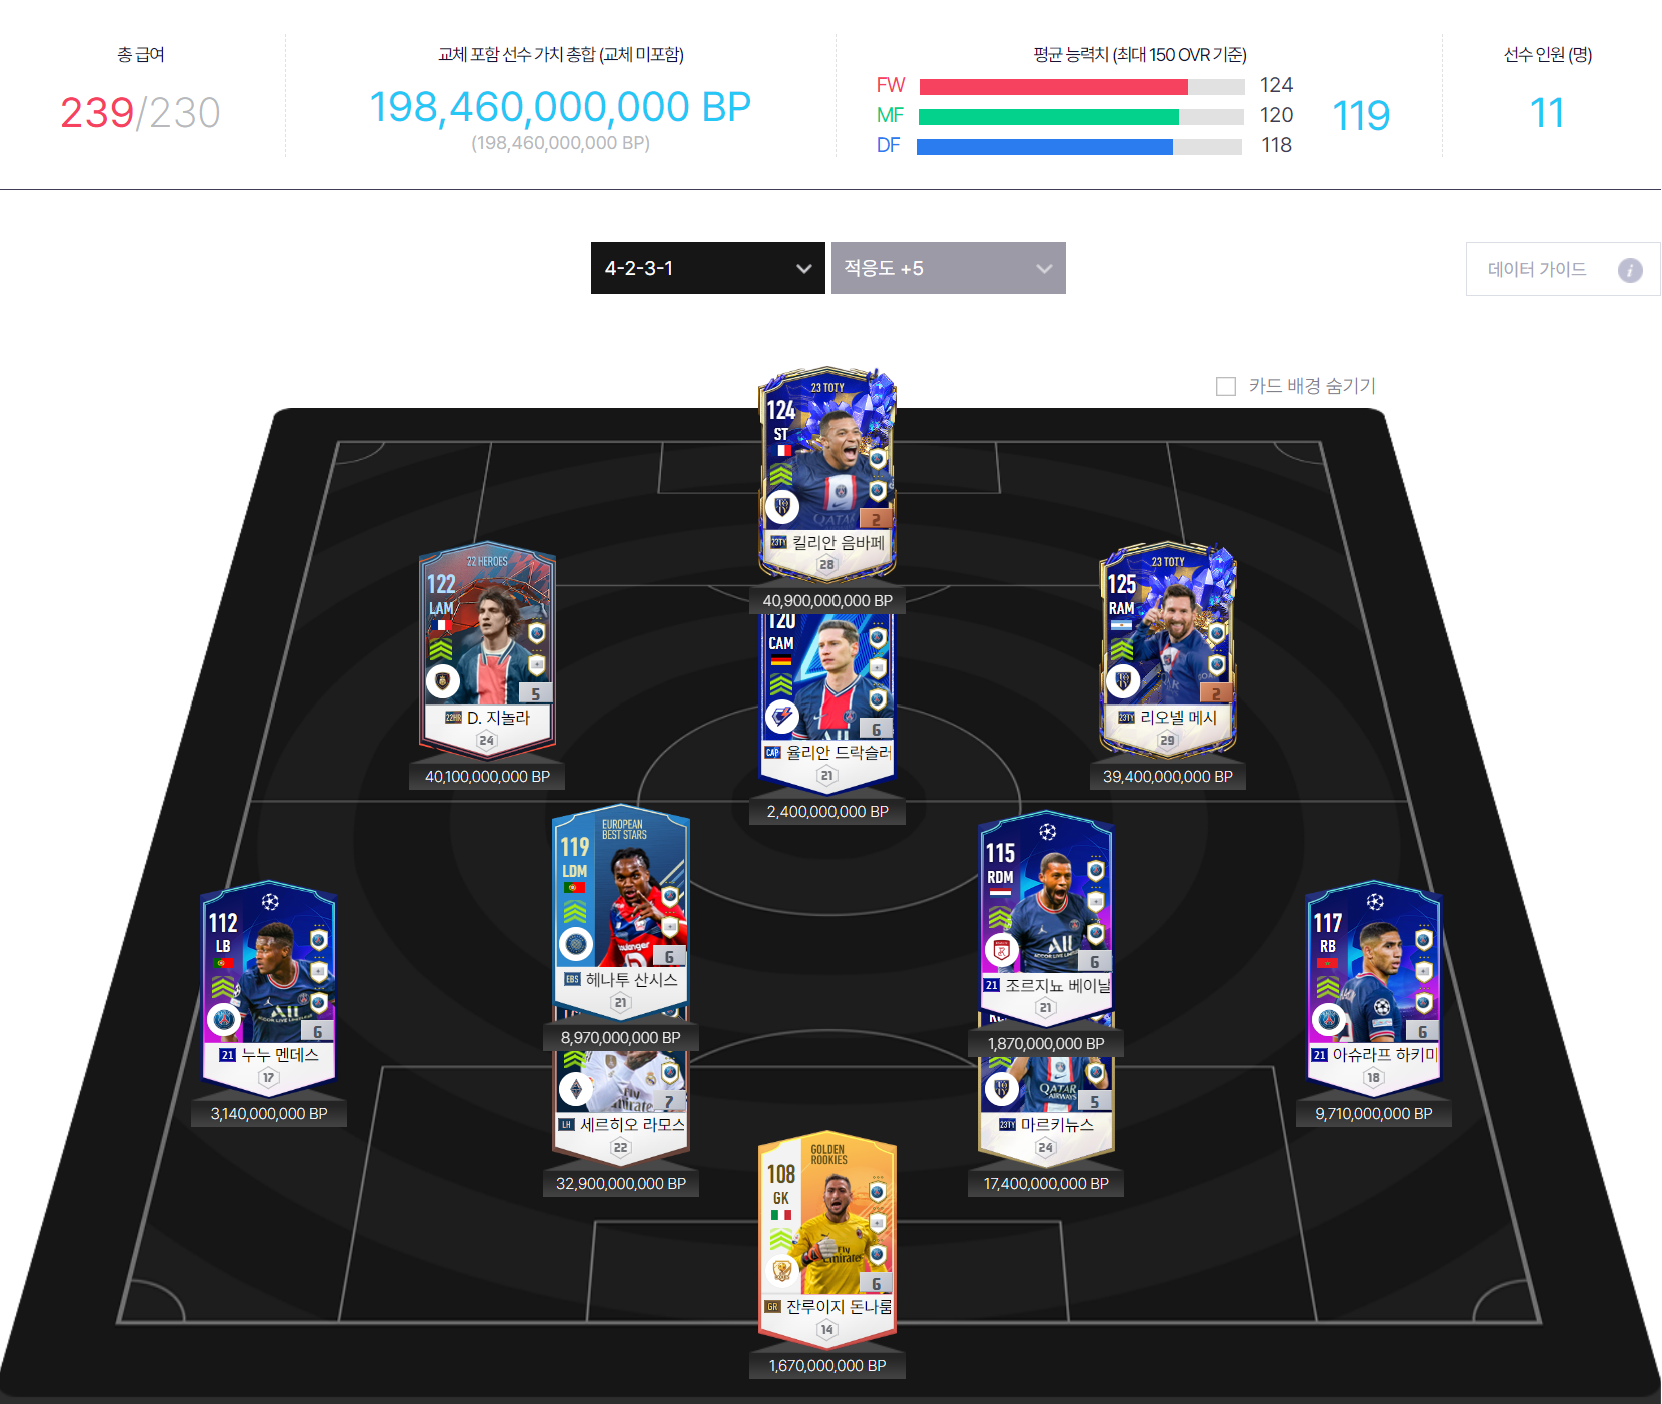 총 급여
239/230
교체 포함 선수 가치 총합 (교체 미포함)
198,460,000,000 BP
(198,460,000,000 BP)
평균 능력치 (최대 150 OVR 기준)
FW 124
MF 120
DF 118
119
선수 인원 (명)
11
4-2-3-1
적응도 +5
데이터 가이드
카드 배경 숨기기
23 TOTY
124
ST
2
23TY 킬리안 음바페
28
40,900,000,000 BP
22 HEROES
122
LAM
5
22HR D. 지놀라
24
40,100,000,000 BP
120
CAM
6
CAP 율리안 드락슬러
21
2,400,000,000 BP
23 TOTY
125
RAM
2
23TY 리오넬 메시
29
39,400,000,000 BP
EUROPEAN
BEST STARS
119
LDM
6
EBS 헤나투 산시스
21
8,970,000,000 BP
115
RDM
6
21 조르지뇨 베이날
21
1,870,000,000 BP
112
LB
6
21 누누 멘데스
17
3,140,000,000 BP
117
RB
6
21 아슈라프 하키미
18
9,710,000,000 BP
7
LH 세르히오 라모스
22
32,900,000,000 BP
QATAR
AIRWAYS
5
23TY 마르키뉴스
24
17,400,000,000 BP
GOLDEN
ROOKIES
108
GK
Fly
Emirates
6
GR 잔루이지 돈나룸
14
1,670,000,000 BP